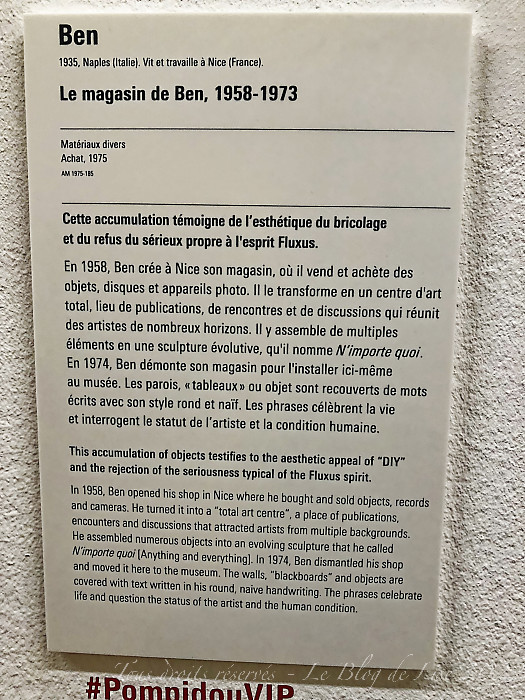 Ben
1935, Naples (Italie). Vit et travaille à Nice (France).
Le magasin de Ben, 1958-1973
Matériaux divers
Achat, 1975
AM 1975-185
Cette accumulation témoigne de l'esthétique du bricolage
et du refus du sérieux propre à l'esprit Fluxus.
En 1958, Ben crée à Nice son magasin, où il vend et achète des
objets, disques et appareils photo. Il le transforme en un centre d'art
total, lieu de publications, de rencontres et de discussions qui réunit
des artistes de nombreux horizons. Il y assemble de multiples
éléments en une sculpture évolutive, qu'il nomme N'importe quoi.
En 1974, Ben démonte son magasin pour l'installer ici-même
au musée. Les parois, « tableaux » ou objet sont recouverts de mots
écrits avec son style rond et naïf. Les phrases célèbrent la vie
et interrogent le statut de l'artiste et la condition humaine.
This accumulation of objects testifies to the aesthetic appeal of "DIY"
and the rejection of the seriousness typical of the Fluxus spirit.
In 1958, Ben opened his shop in Nice where he bought and sold objects, records
and cameras. He turned it into a "total art centre", a place of publications,
encounters and discussions that attracted artists from multiple backgrounds.
He assembled numerous objects into an evolving sculpture that he called
N'importe quoi [Anything and everything]. In 1974, Ben dismantled his shop
and moved it here to the museum. The walls, "blackboards" and objects are
covered with text written in his round, naive handwriting. The phrases celebrate
life and question the status of the artist and the human condition.
Tous droits réservés - Le Blog de Lise
#PompidouVIP